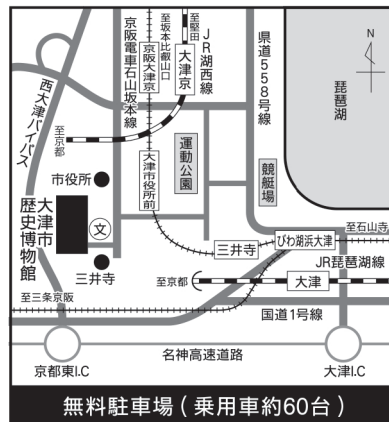 至坂本比叡山口
至堅田
JR湖西線
県道558号線
N
琵琶湖
京阪電車石山坂本線
京阪大津京
大津京
西大津バイパス
至京都
運動公園
競艇場
市役所
大津市役所前
大津市
歴史博物館
文
三井寺
三井寺
びわ湖浜大津
至石山寺
JR琵琶湖線
至京都
大津
至三条京阪
国道1号線
名神高速道路
京都東I.C
大津I.C
無料駐車場(乗用車約60台)